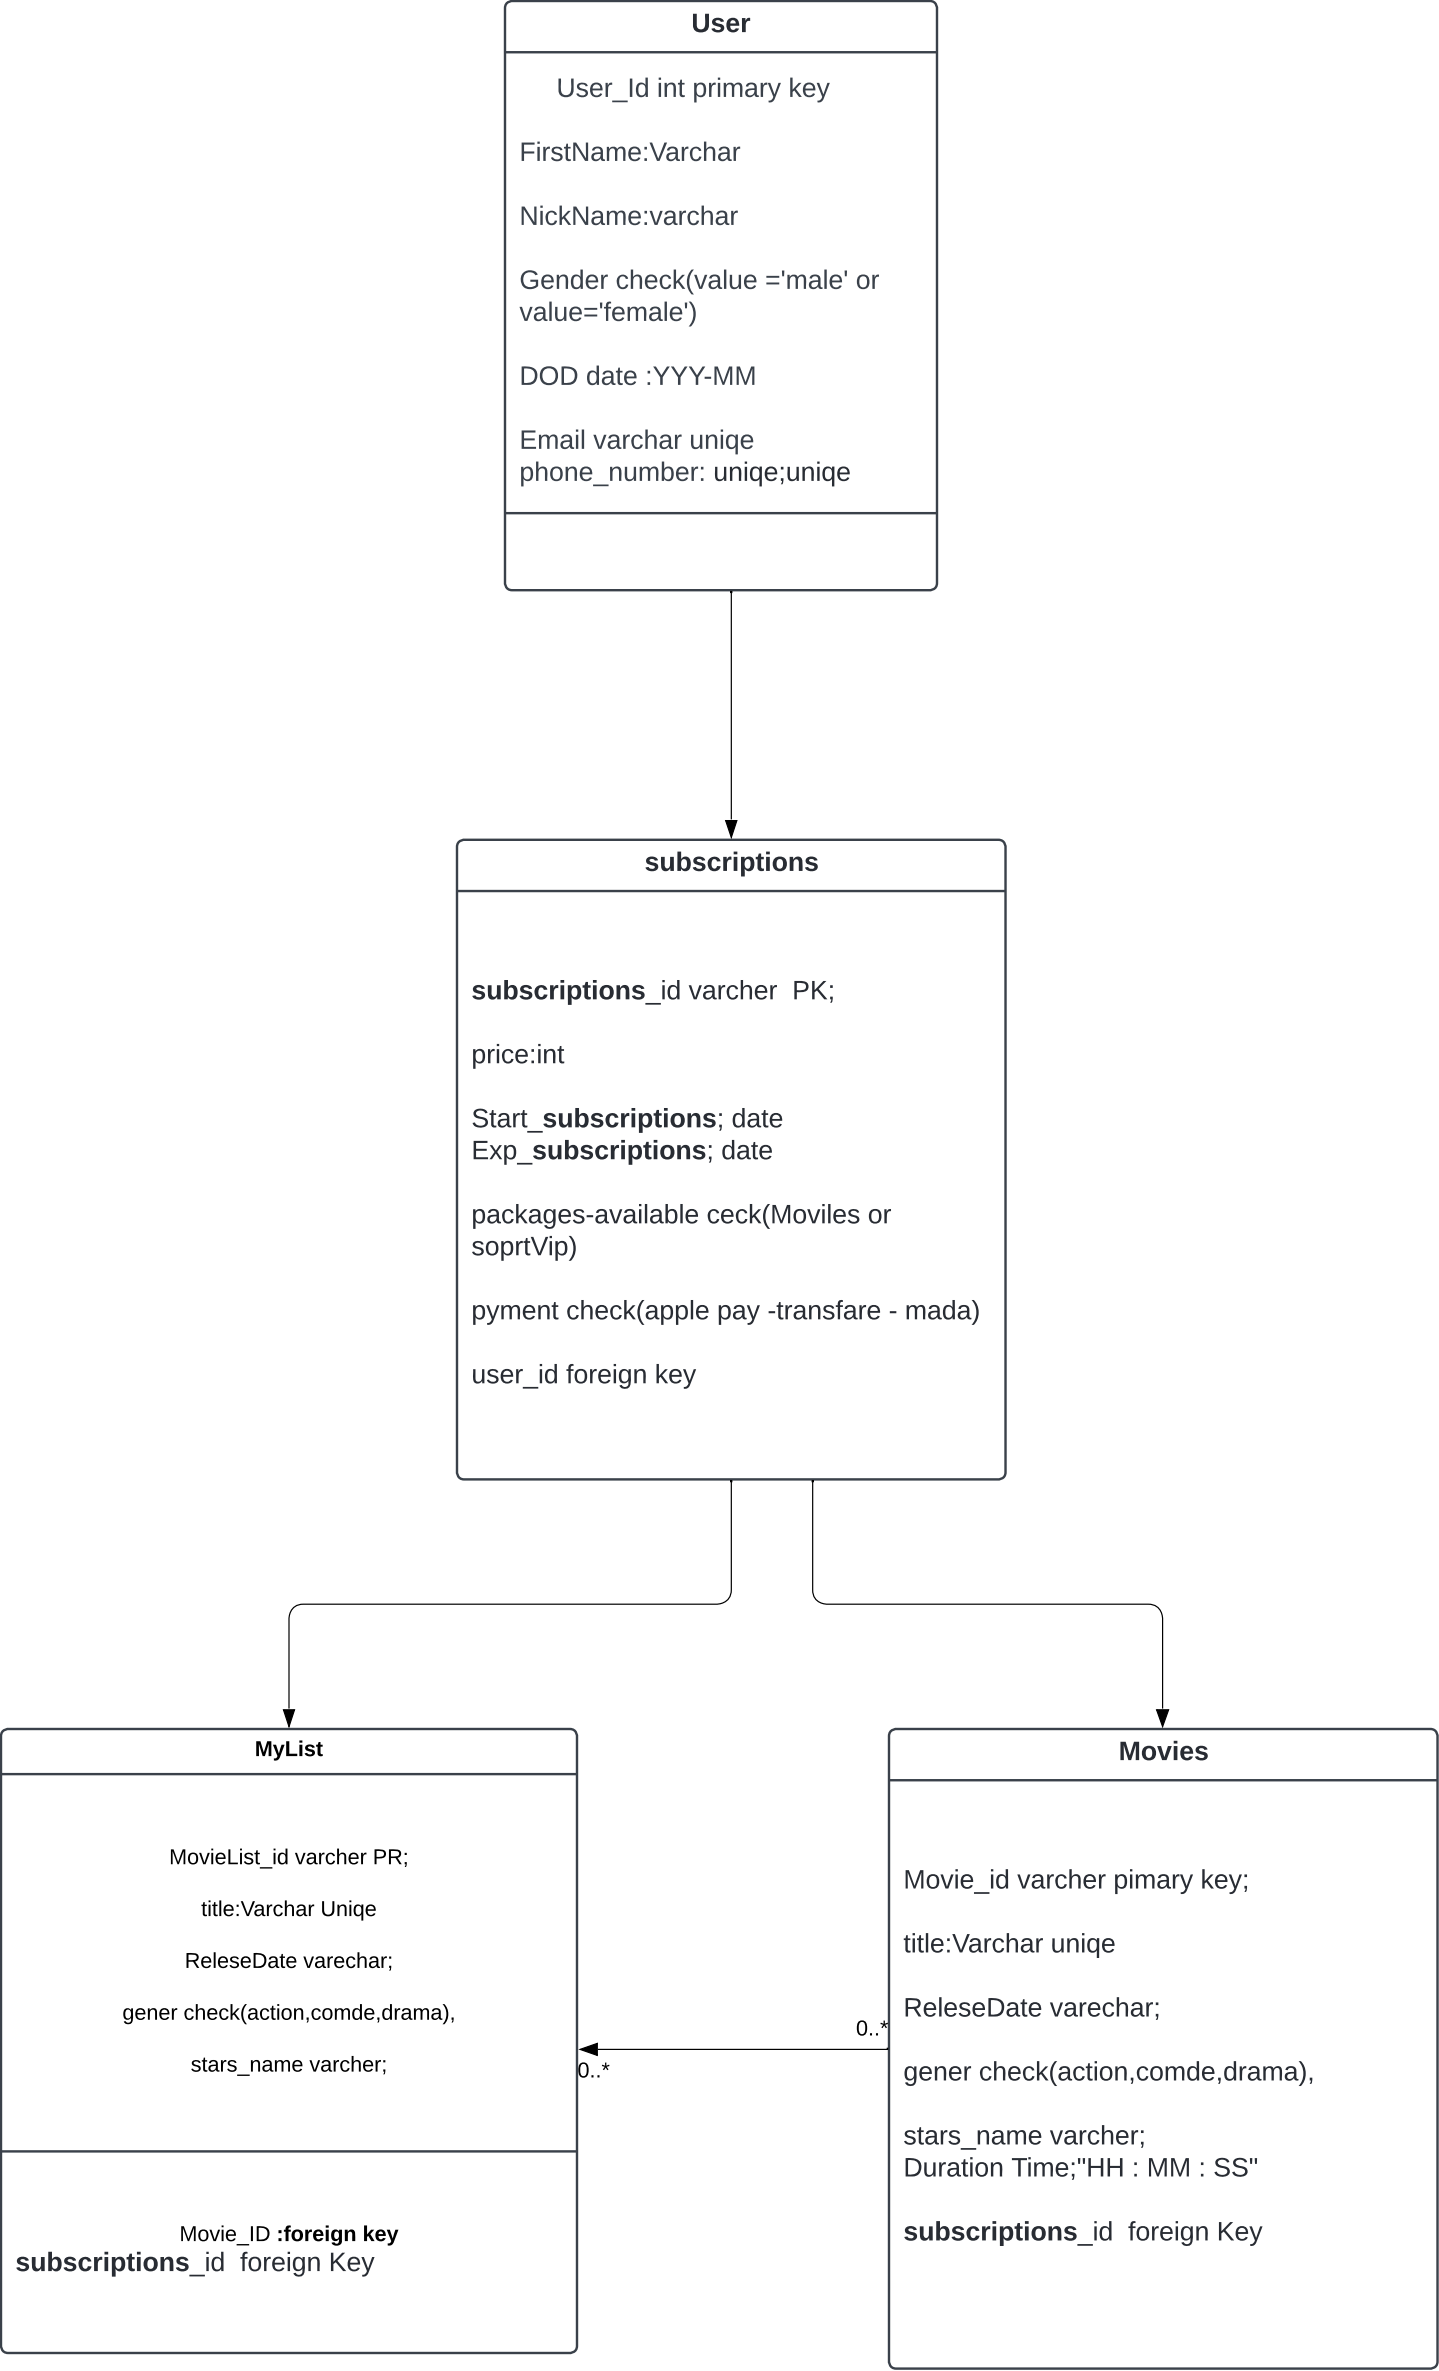 User
User_Id int primary key
FirstName:Varchar
NickName:varchar
Gender check(value ='male' or
value='female')
DOD date :YYY-MM
Email varchar uniqe
phone_number: uniqe;uniqe
subscriptions
subscriptions_id varcher  PK;
price:int
Start_subscriptions; date
Exp_subscriptions; date
packages-available ceck(Moviles or
soprtVip)
pyment check(apple pay -transfare - mada)
user_id foreign key
MyList
MovieList_id varcher PR;
title:Varchar Uniqe
ReleseDate varechar;
gener check(action,comde,drama),
stars_name varcher;
Movie_ID :foreign key
subscriptions_id  foreign Key
0..*
0..*
Movies
Movie_id varcher pimary key;
title:Varchar uniqe
ReleseDate varechar;
gener check(action,comde,drama),
stars_name varcher;
Duration Time;"HH : MM : SS"
subscriptions_id  foreign Key